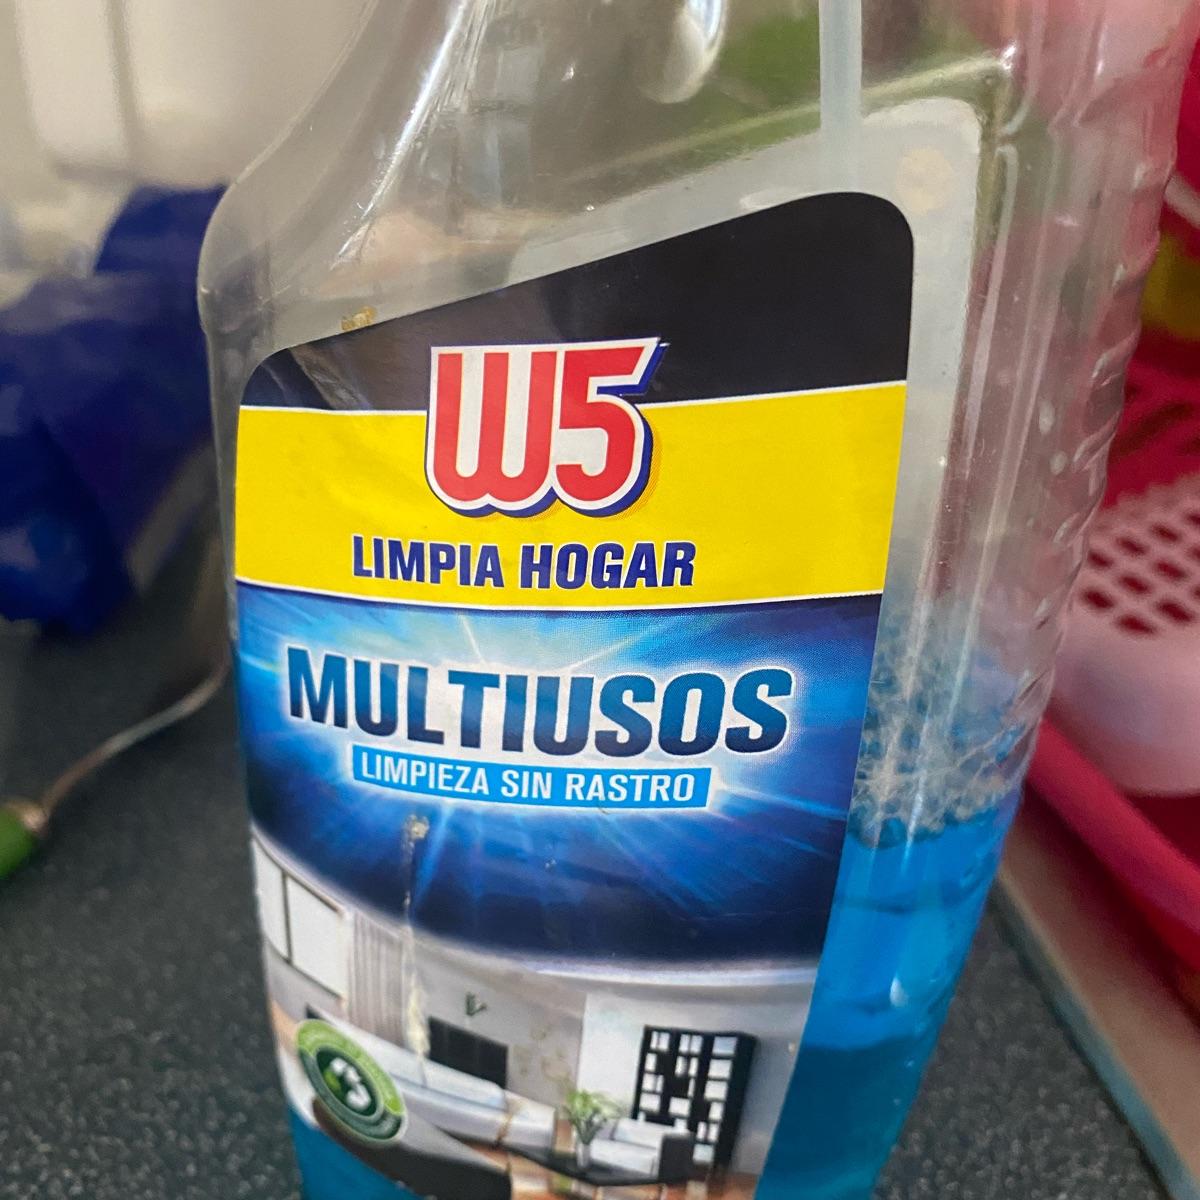 W5
LIMPIA HOGAR
MULTIUSOS
LIMPIEZA SIN RASTRO